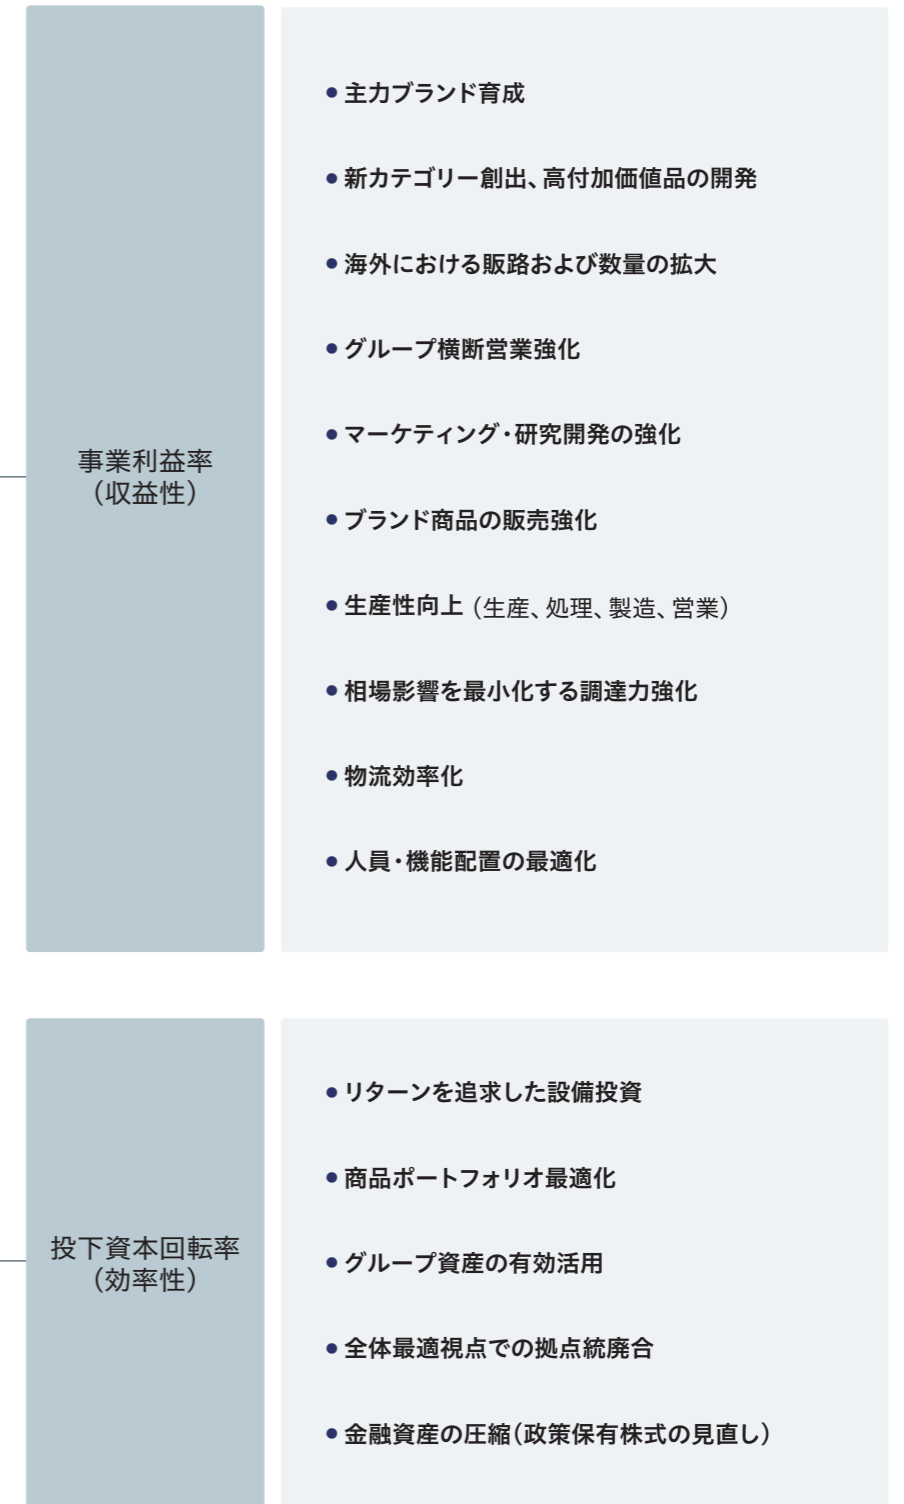 事業利益率
（収益性）
● 主力ブランド育成
● 新カテゴリー創出、高付加価値品の開発
● 海外における販路および数量の拡大
● グループ横断営業強化
● マーケティング・研究開発の強化
● ブランド商品の販売強化
● 生産性向上（生産、処理、製造、営業）
● 相場影響を最小化する調達力強化
● 物流効率化
● 人員・機能配置の最適化
投下資本回転率
（効率性）
● リターンを追求した設備投資
● 商品ポートフォリオ最適化
● グループ資産の有効活用
● 全体最適視点での拠点統廃合
● 金融資産の圧縮（政策保有株式の見直し）